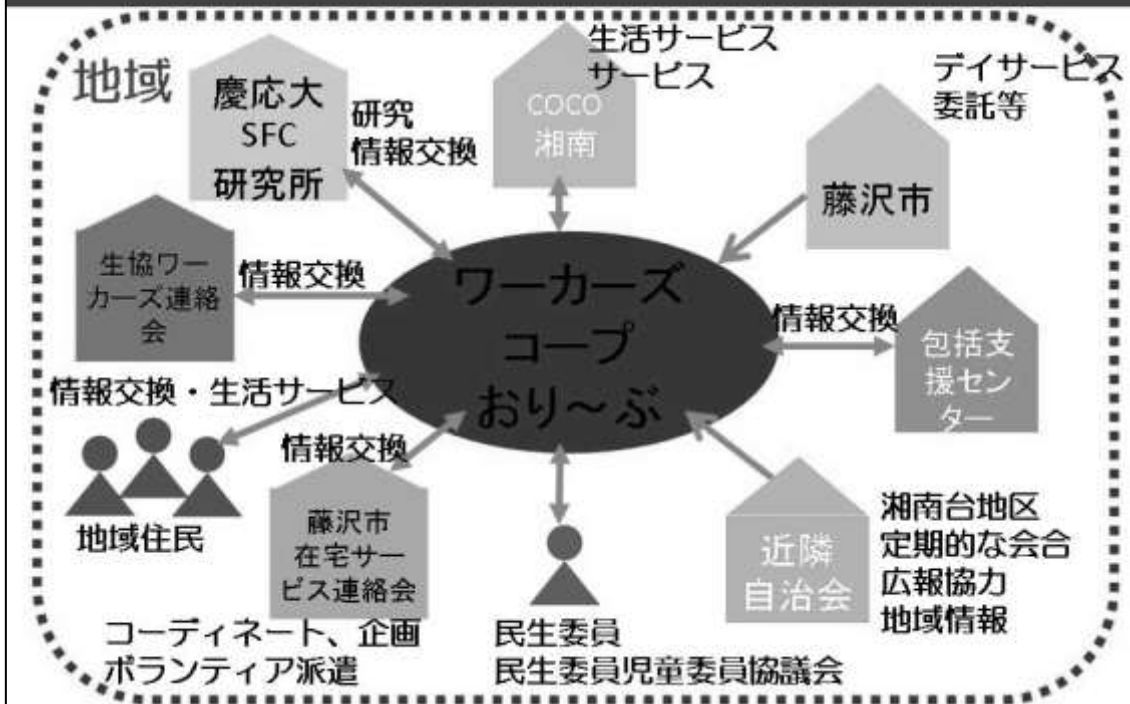 地域
慶応大
SFC
研究所
研究
情報交換
生活サービス
サービス
COCO
湘南
デイサービス
委託等
藤沢市
生協ワー
カーズ連絡
会
情報交換
ワーカーズ
コープ
おり～ぶ
情報交換
包括支
援セン
ター
情報交換・生活サービス
地域住民
情報交換
藤沢市
在宅サー
ビス連絡会
コーディネート、企画
ボランティア派遣
民生委員
民生委員児童委員協議会
近隣
自治会
湘南台地区
定期的な会合
広報協力
地域情報